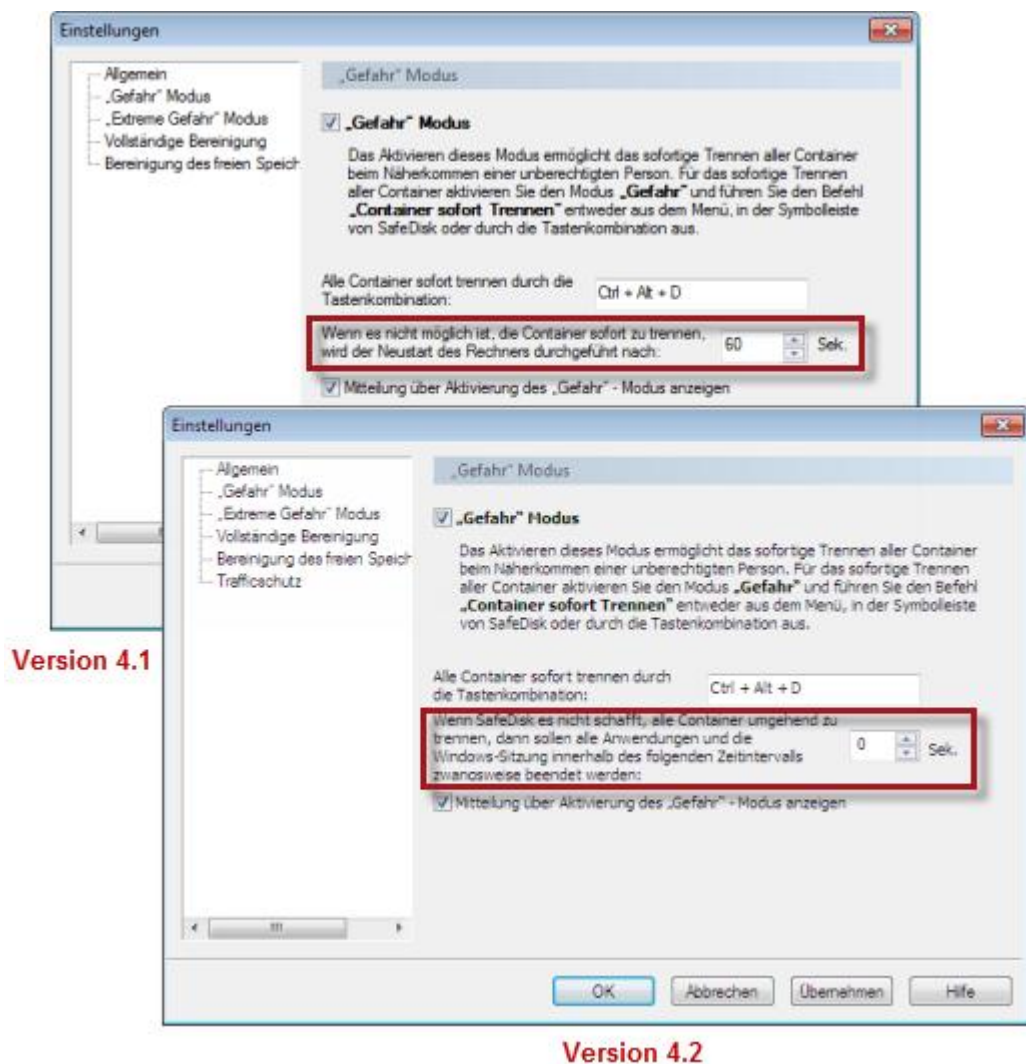 Einstellungen
Allgemein
„Gefahr" Modus
„Extreme Gefahr" Modus
Vollständige Bereinigung
Bereinigung des freien Speich
„Gefahr" Modus
„Gefahr" Modus
Das Aktivieren dieses Modus ermöglicht das sofortige Trennen aller Container
beim Näherkommen einer unberechtigten Person. Für das sofortige Trennen
aller Container aktivieren Sie den Modus „Gefahr" und führen Sie den Befehl
„Container sofort Trennen" entweder aus dem Menü, in der Symbolleiste
von SafeDisk oder durch die Tastenkombination aus.
Alle Container sofort trennen durch die
Tastenkombination:
Ctrl + Alt + D
Wenn es nicht möglich ist, die Container sofort zu trennen,
wird der Neustart des Rechners durchgeführt nach:
60
Sek.
Mitteilung über Aktivierung des „Gefahr" - Modus anzeigen
Version 4.1
Einstellungen
Allgemein
„Gefahr" Modus
„Extreme Gefahr" Modus
Vollständige Bereinigung
Bereinigung des freien Speich
Trafficschutz
„Gefahr" Modus
„Gefahr" Modus
Das Aktivieren dieses Modus ermöglicht das sofortige Trennen aller Container
beim Näherkommen einer unberechtigten Person. Für das sofortige Trennen
aller Container aktivieren Sie den Modus „Gefahr" und führen Sie den Befehl
„Container sofort Trennen" entweder aus dem Menü, in der Symbolleiste
von SafeDisk oder durch die Tastenkombination aus.
Alle Container sofort trennen durch
die Tastenkombination:
Ctrl + Alt + D
Wenn SafeDisk es nicht schafft, alle Container umgehend zu
trennen, dann sollen alle Anwendungen und die
Windows-Sitzung innerhalb des folgenden Zeitintervalls
zwangsweise beendet werden:
0
Sek.
Mitteilung über Aktivierung des „Gefahr" - Modus anzeigen
OK
Abbrechen
Übernehmen
Hilfe
Version 4.2